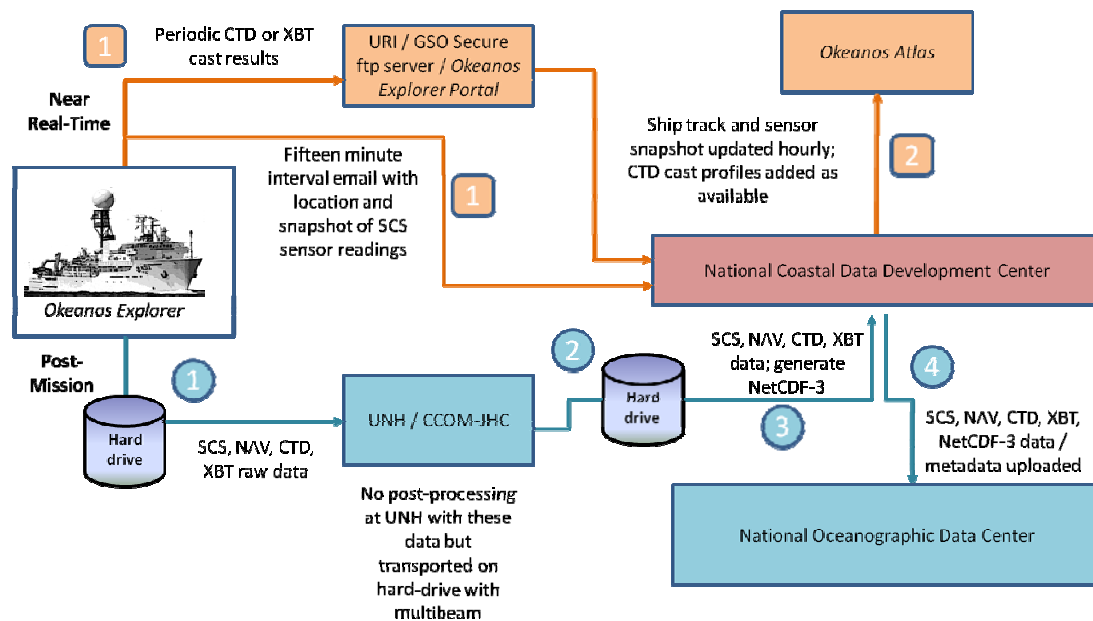 1
Periodic CTD or XBT
cast results
URI / GSO Secure
ftp server / Okeanos
Explorer Portal
Okeanos Atlas
Near
Real-Time
Fifteen minute
interval email with
location and
snapshot of SCS
sensor readings
1
Ship track and sensor
snapshot updated hourly;
CTD cast profiles added as
available
2
National Coastal Data Development Center
Okeanos Explorer
Post-
Mission
1
Hard
drive
SCS, NAV, CTD,
XBT raw data
UNH / CCOM-JHC
No post-processing
at UNH with these
data but
transported on
hard-drive with
multibeam
2
Hard
drive
SCS, NAV, CTD, XBT
data; generate
NetCDF-3
3
4
SCS, NAV, CTD, XBT,
NetCDF-3 data /
metadata uploaded
National Oceanographic Data Center